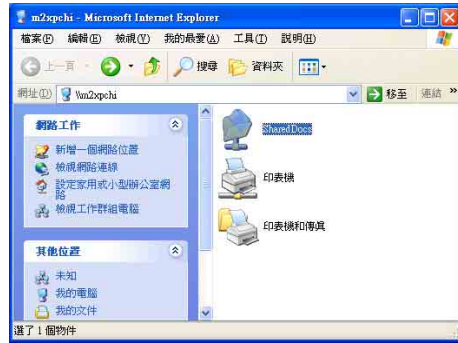 m2xpchi - Microsoft Internet Explorer
檔案(F) 編輯(E) 檢視(V) 我的最愛(A) 工具(T) 說明(H)
上一頁 搜尋 資料夾
網址(D) \\m2xpchi 移至 連結 »
網路工作
新增一個網路位置
檢視網路連線
設定家用或小型辦公室網
路
檢視工作群組電腦
其他位置
未知
我的電腦
我的文件
SharedDocs
印表機
印表機和傳真
選了 1 個物件